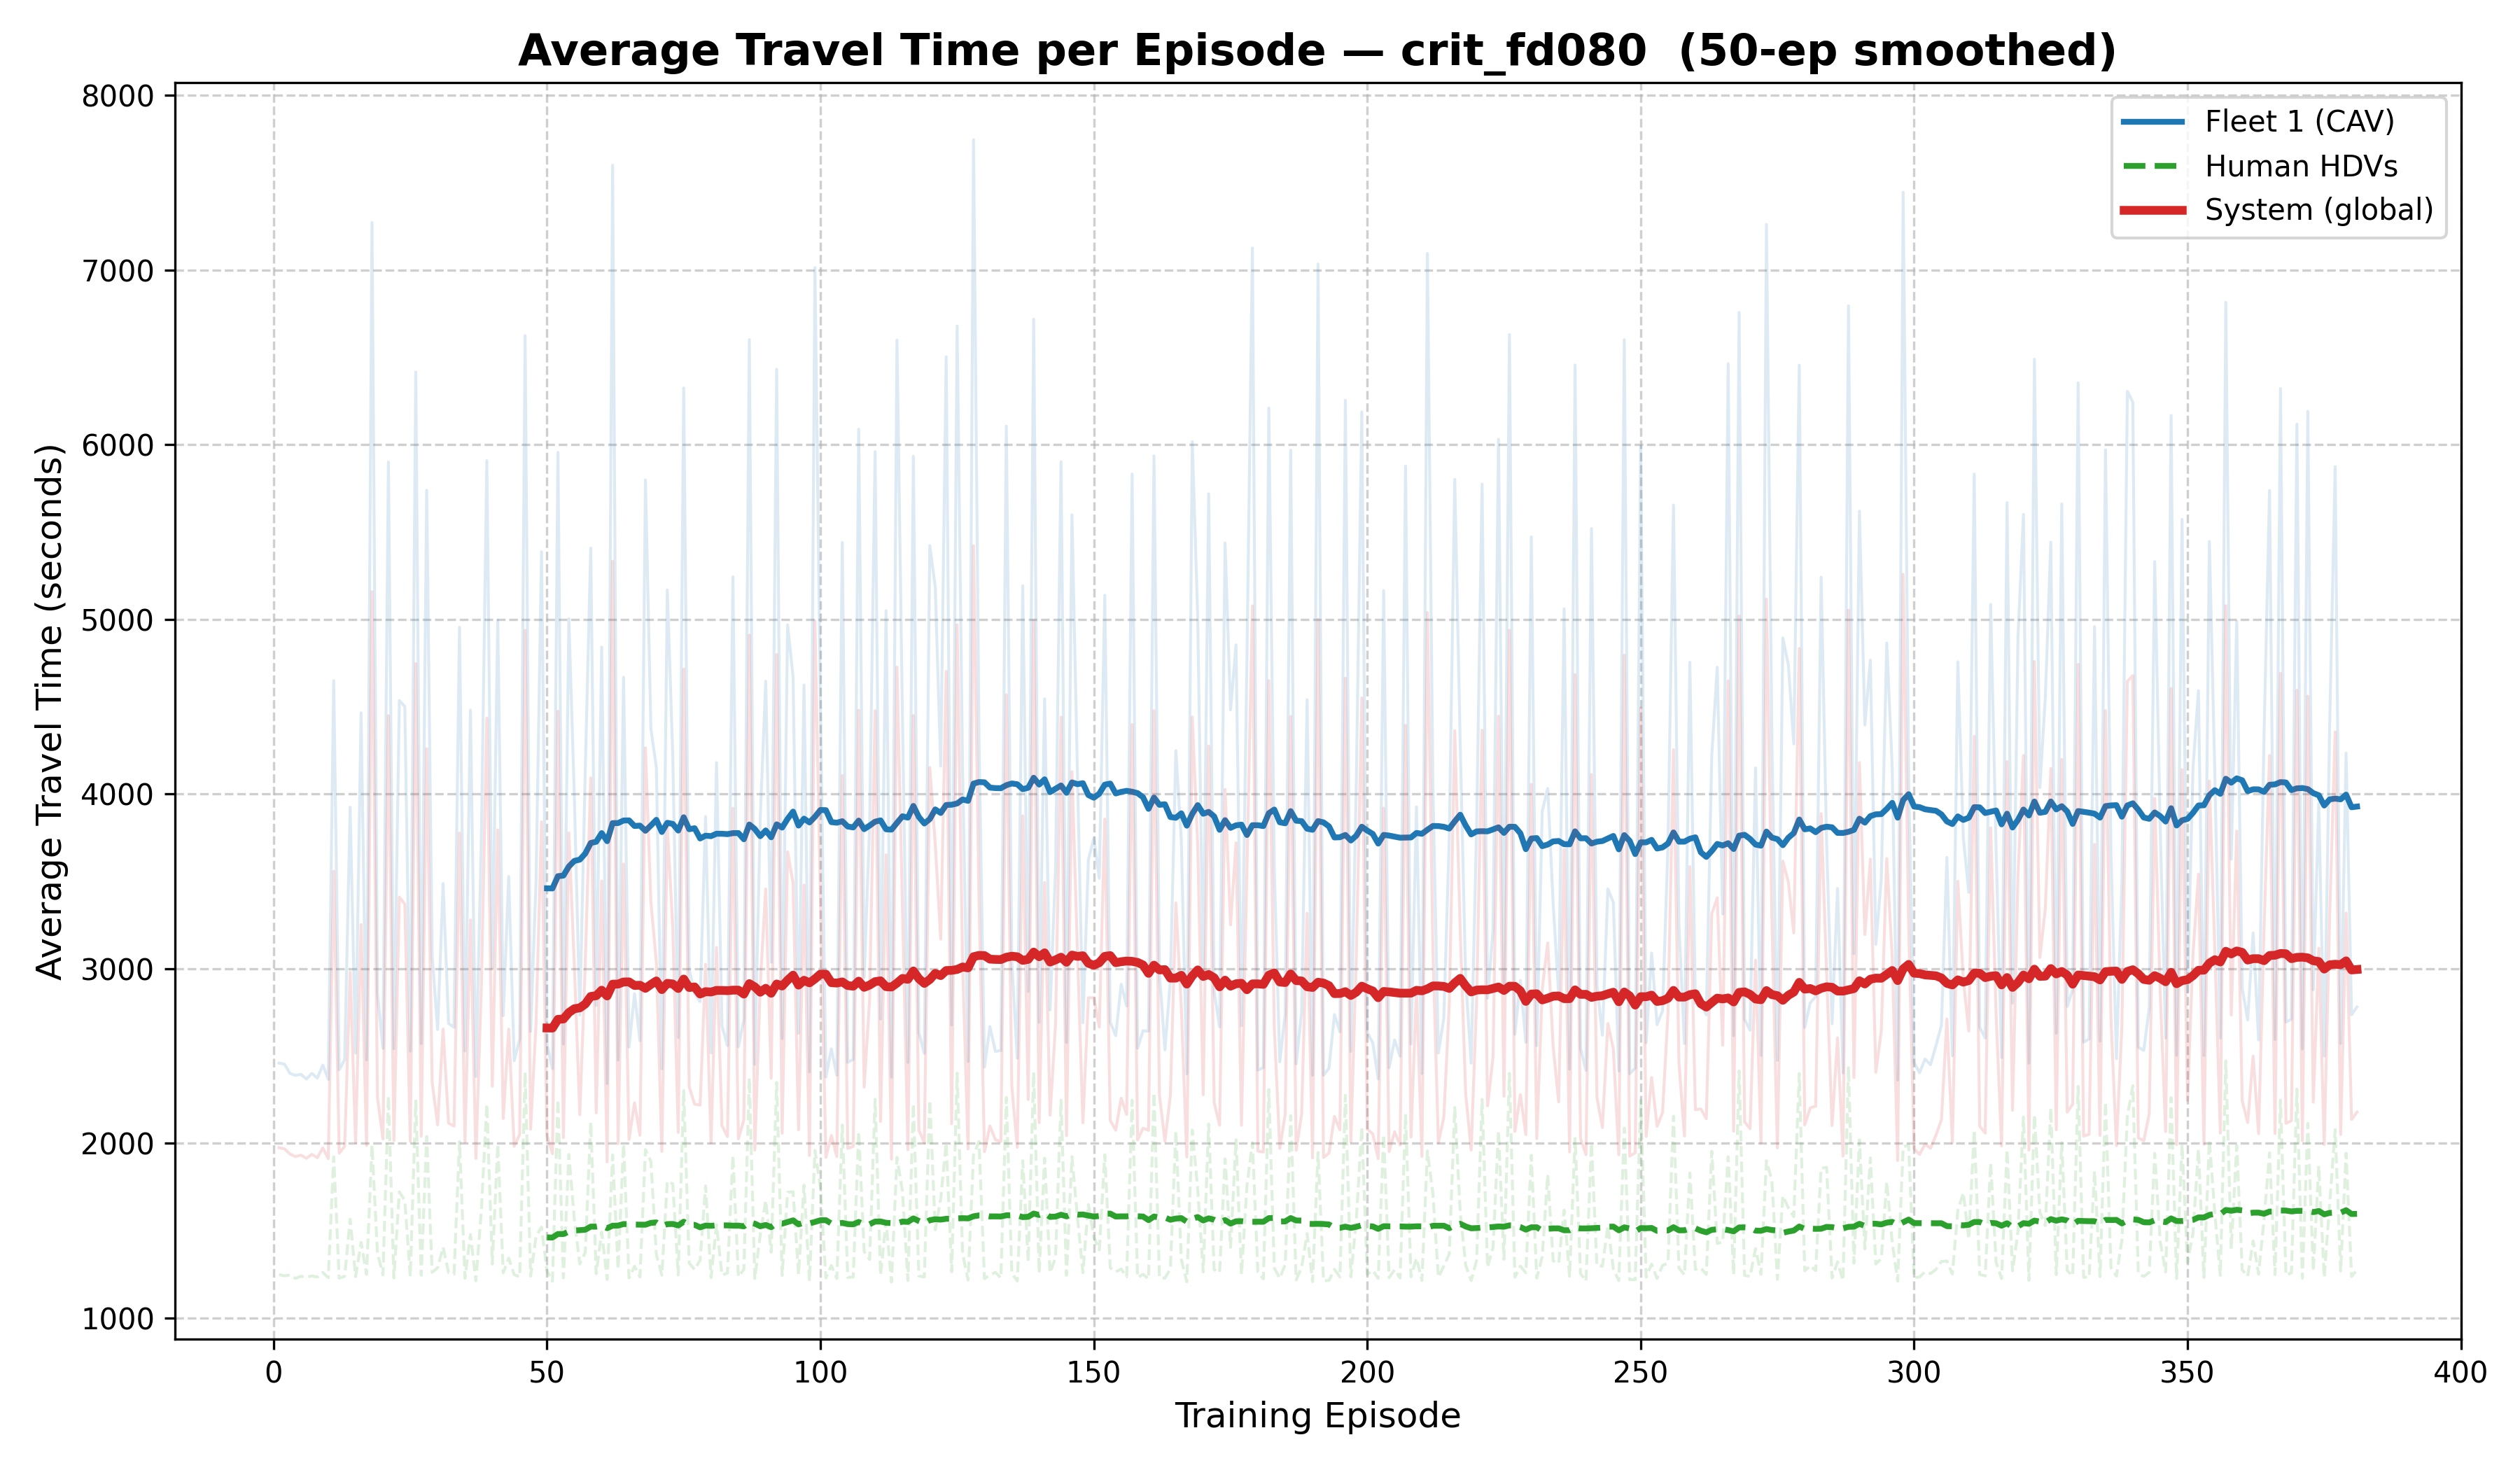 Average Travel Time per Episode — crit_fd080 (50-ep smoothed)
Fleet 1 (CAV)
Human HDVs
System (global)
Average Travel Time (seconds)
8000
7000
6000
5000
4000
3000
2000
1000
0
50
100
150
200
250
300
350
400
Training Episode